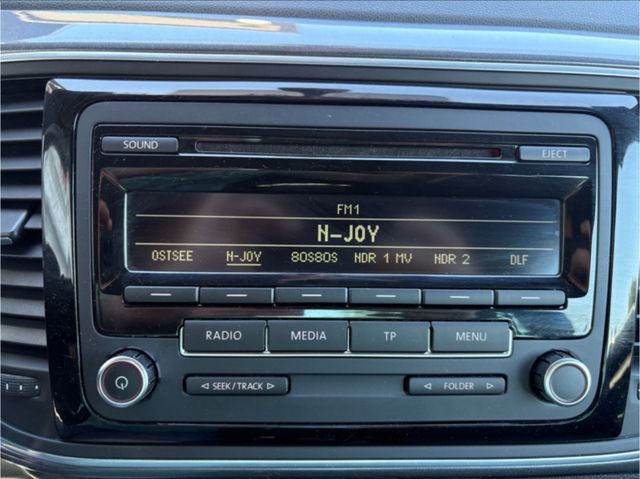 SOUND
EJECT
FM1
N-JOY
OSTSEE N-JOY 80S80S NDR 1 MV NDR 2 DLF
RADIO MEDIA TP MENU
◁ SEEK/TRACK ▷ ◁ FOLDER ▷